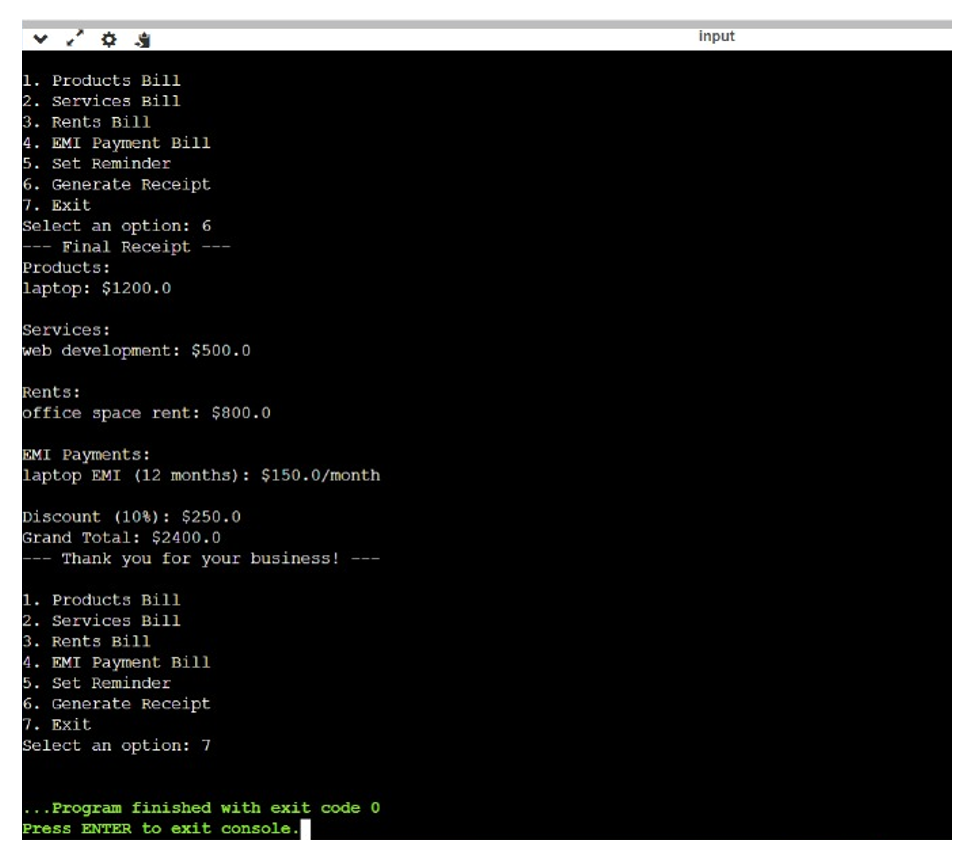 input
1. Products Bill
2. Services Bill
3. Rents Bill
4. EMI Payment Bill
5. Set Reminder
6. Generate Receipt
7. Exit
Select an option: 6
--- Final Receipt ---
Products:
laptop: $1200.0
Services:
web development: $500.0
Rents:
office space rent: $800.0
EMI Payments:
laptop EMI (12 months): $150.0/month
Discount (10%): $250.0
Grand Total: $2400.0
--- Thank you for your business! ---
1. Products Bill
2. Services Bill
3. Rents Bill
4. EMI Payment Bill
5. Set Reminder
6. Generate Receipt
7. Exit
Select an option: 7
...Program finished with exit code 0
Press ENTER to exit console.